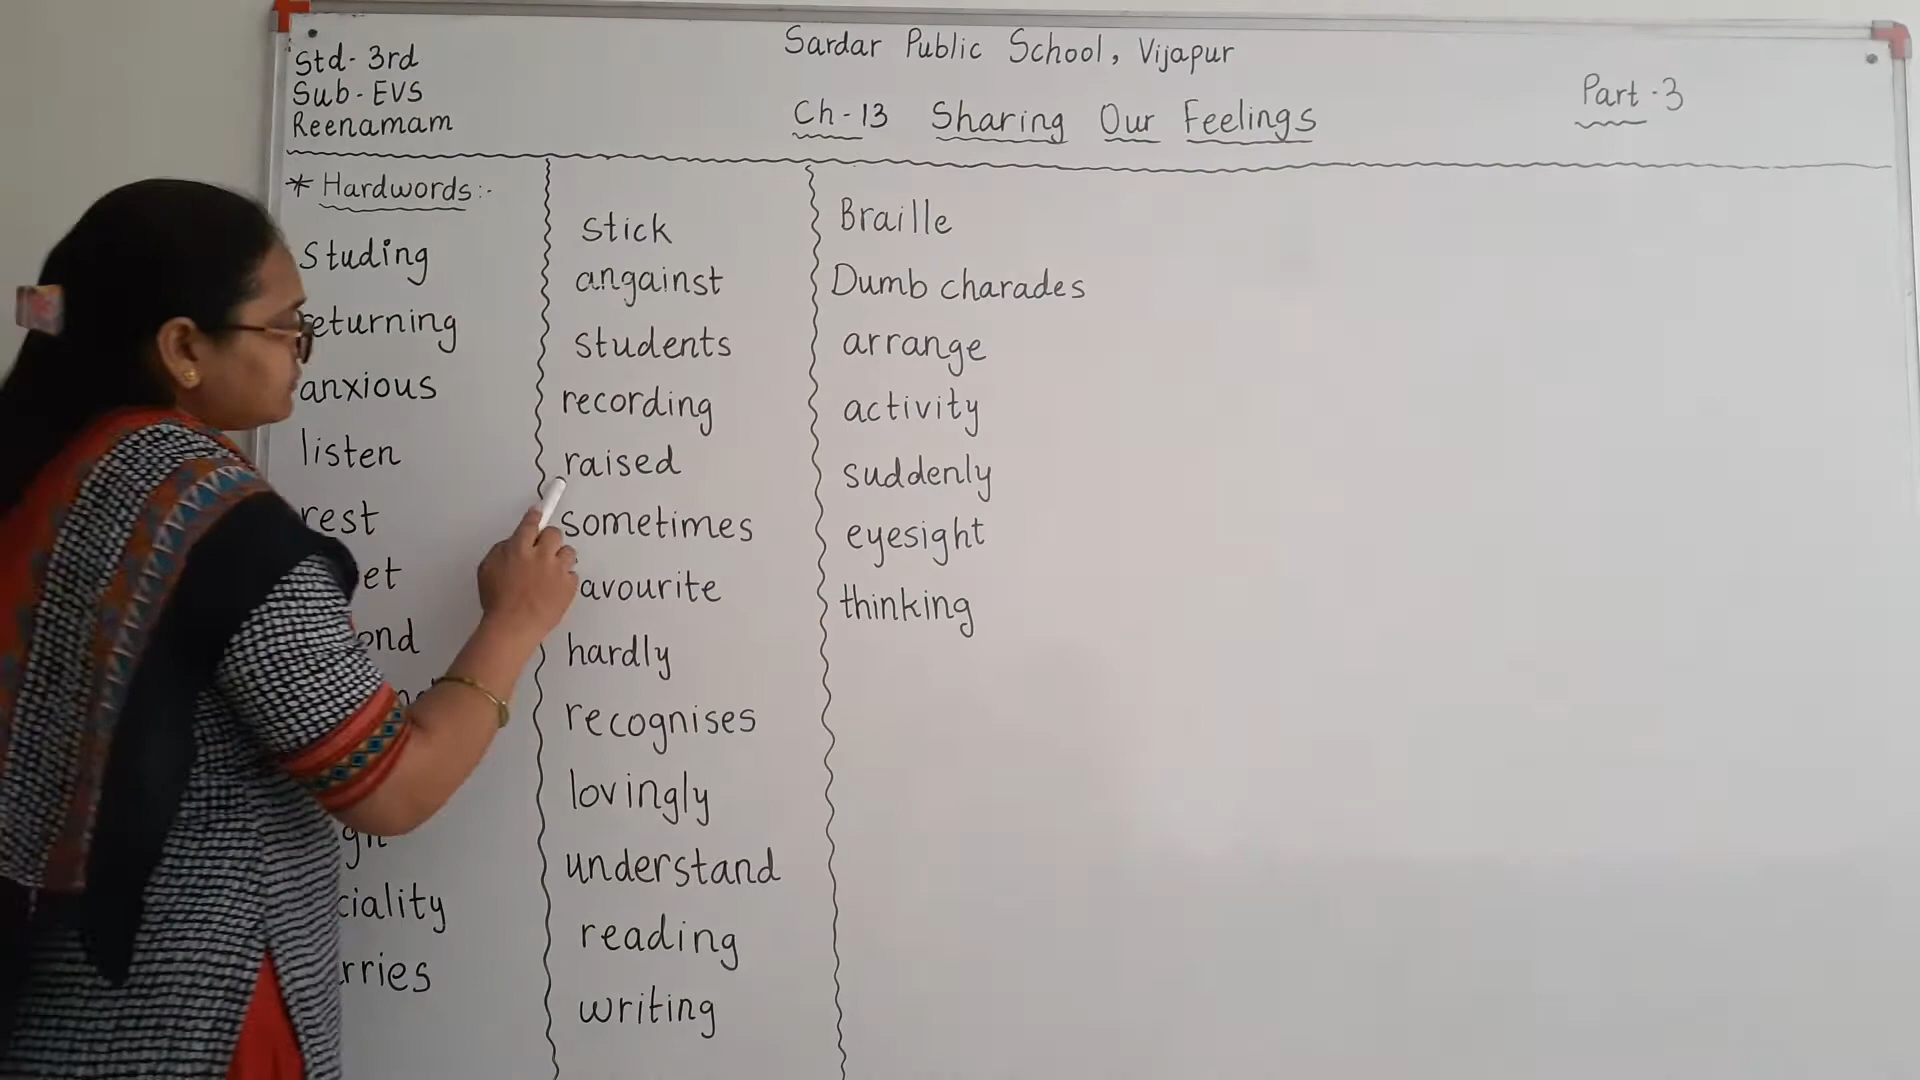 Std- 3rd
Sub- EVS
Reenamam
Sardar Public School, Vijapur
Ch-13 Sharing Our Feelings
Part-3
* Hardwords:-
Studing
returning
anxious
listen
rest
stick
angainst
students
recording
raised
sometimes
favourite
hardly
recognises
lovingly
understand
reading
writing
Braille
Dumb charades
arrange
activity
suddenly
eyesight
thinking